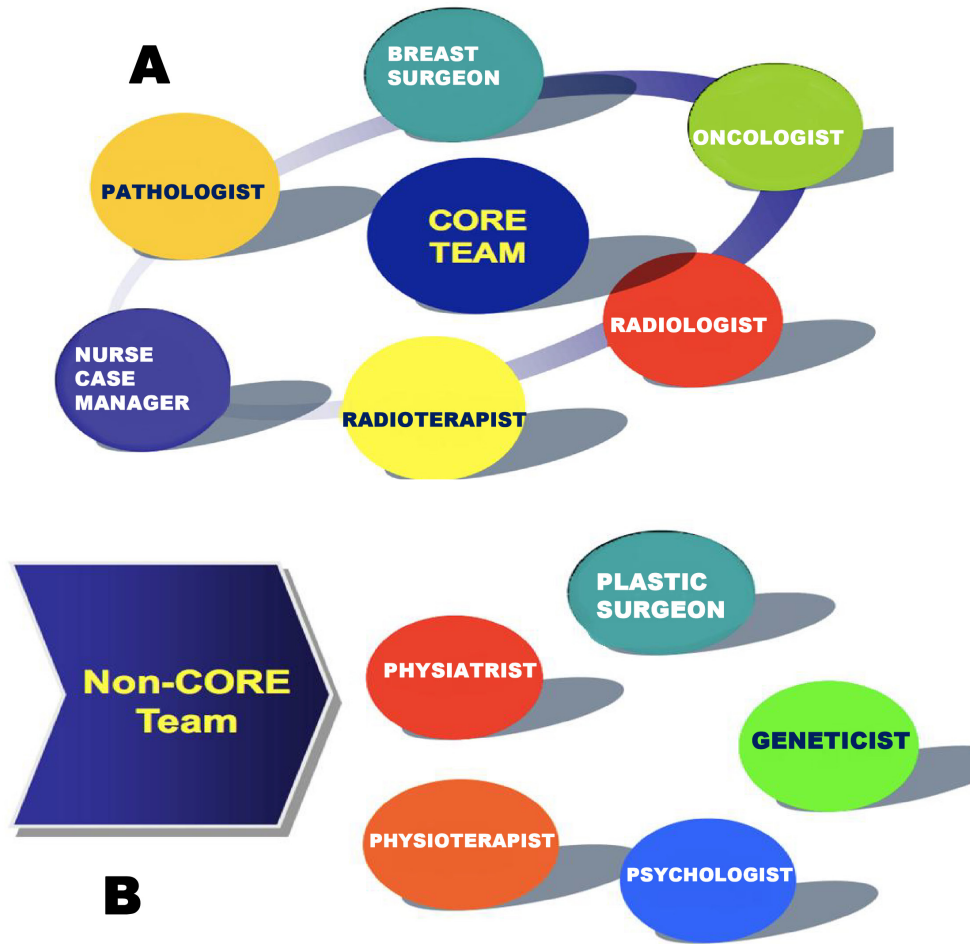 A
BREAST
SURGEON
ONCOLOGIST
PATHOLOGIST
CORE
TEAM
RADIOLOGIST
NURSE
CASE
MANAGER
RADIOTERAPIST
PLASTIC
SURGEON
PHYSIATRIST
Non-CORE
Team
GENETICIST
PHYSIOTERAPIST
PSYCHOLOGIST
B